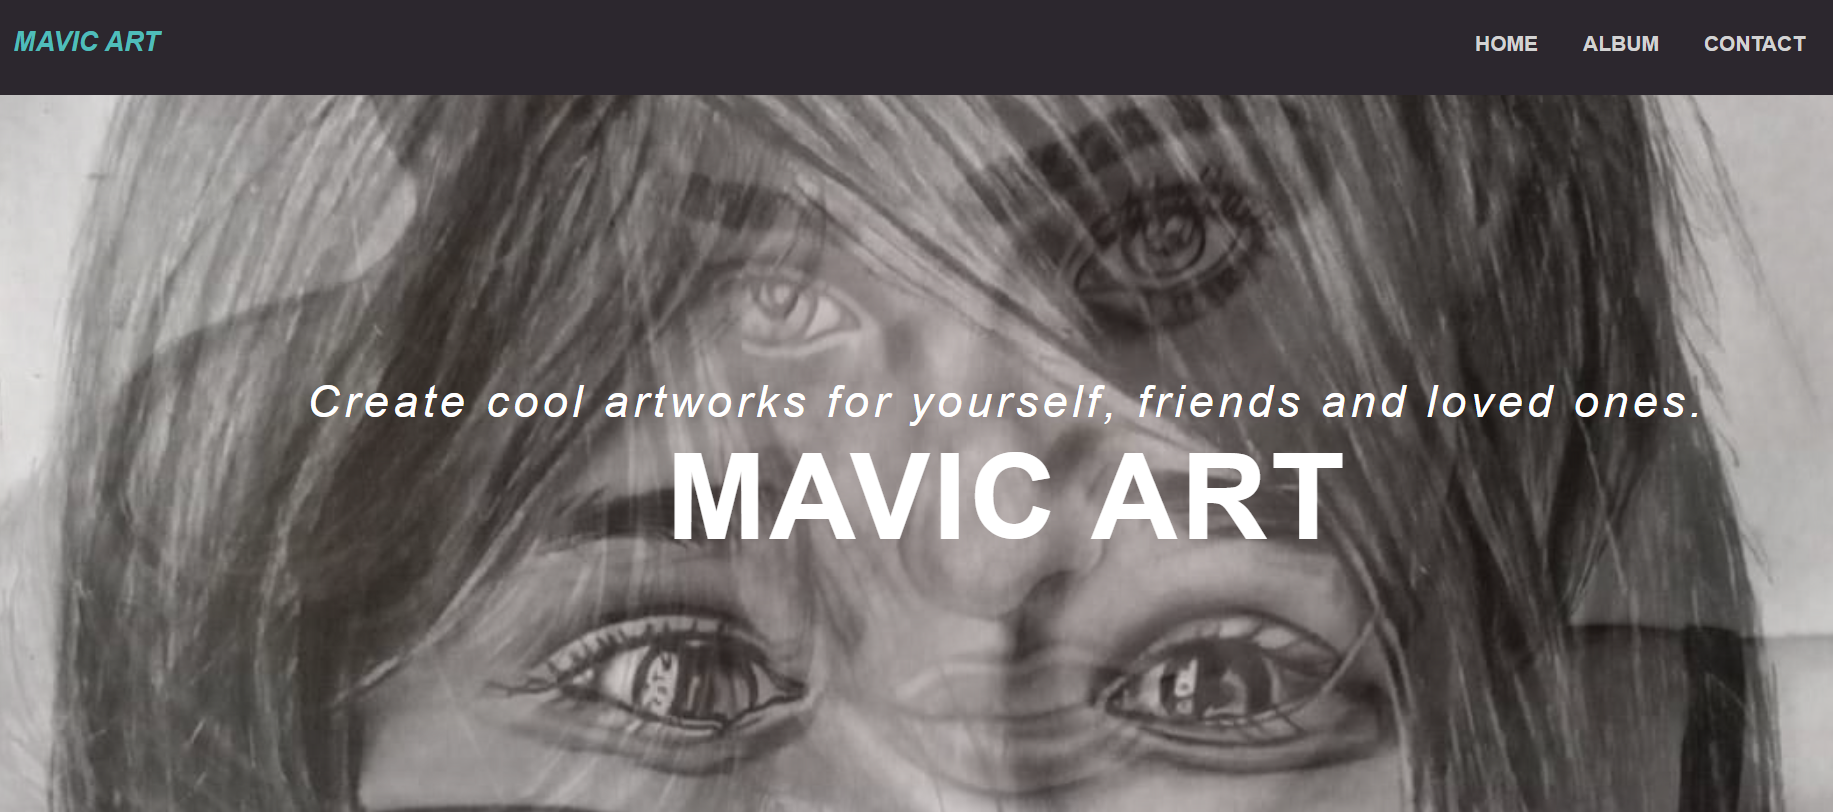 MAVIC ART
HOME ALBUM CONTACT
Create cool artworks for yourself, friends and loved ones.
MAVIC ART